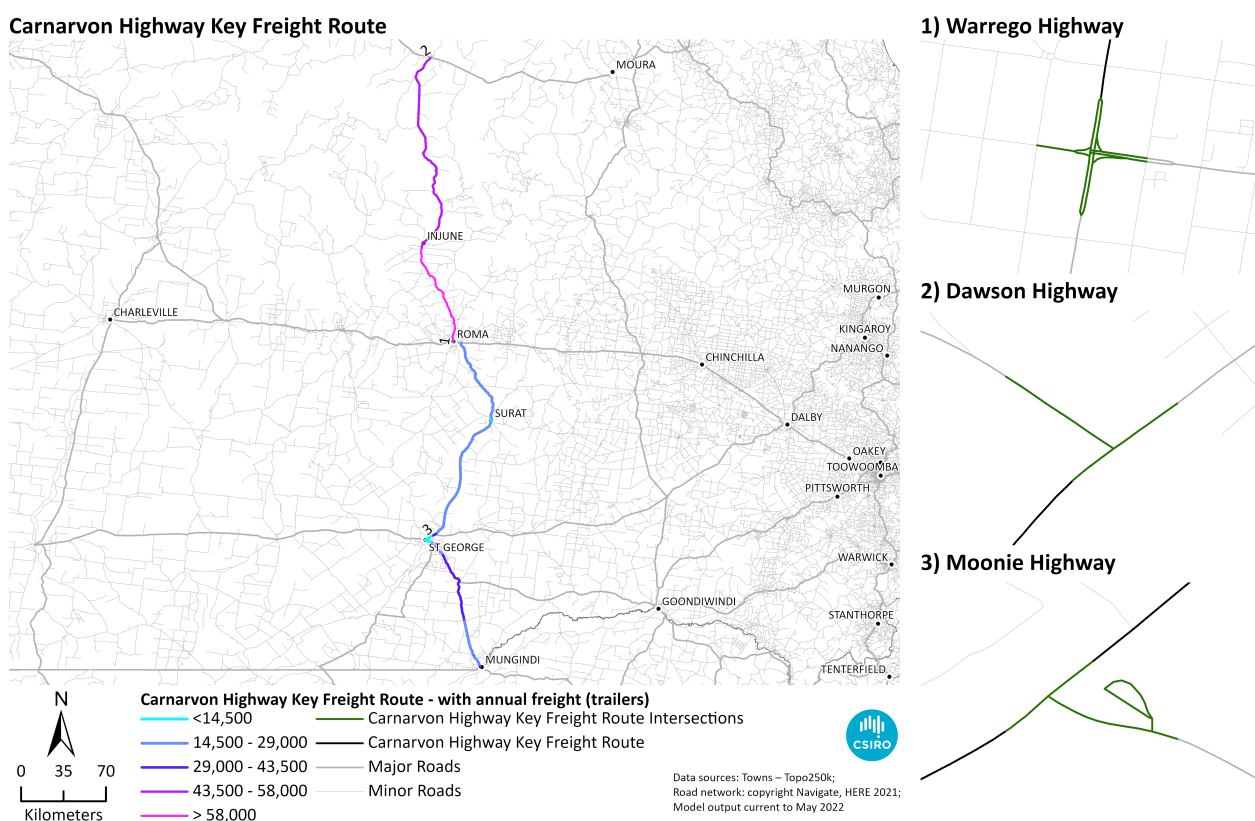 Carnarvon Highway Key Freight Route
2
MOURA
INJUNE
MURGON
CHARLEVILLE
KINGAROY
1
ROMA
NANANGO
CHINCHILLA
SURAT
DALBY
OAKEY
TOOWOOMBA
PITTSWORTH
3
ST GEORGE
WARWICK
GOONDIWINDI
STANTHORPE
MUNGINDI
TENTERFIELD
1) Warrego Highway
2) Dawson Highway
3) Moonie Highway
N
0 35 70
Kilometers
Carnarvon Highway Key Freight Route - with annual freight (trailers)
<14,500
14,500 - 29,000
29,000 - 43,500
43,500 - 58,000
> 58,000
Carnarvon Highway Key Freight Route Intersections
Carnarvon Highway Key Freight Route
Major Roads
Minor Roads
CSIRO
Data sources: Towns – Topo250k;
Road network: copyright Navigate, HERE 2021;
Model output current to May 2022